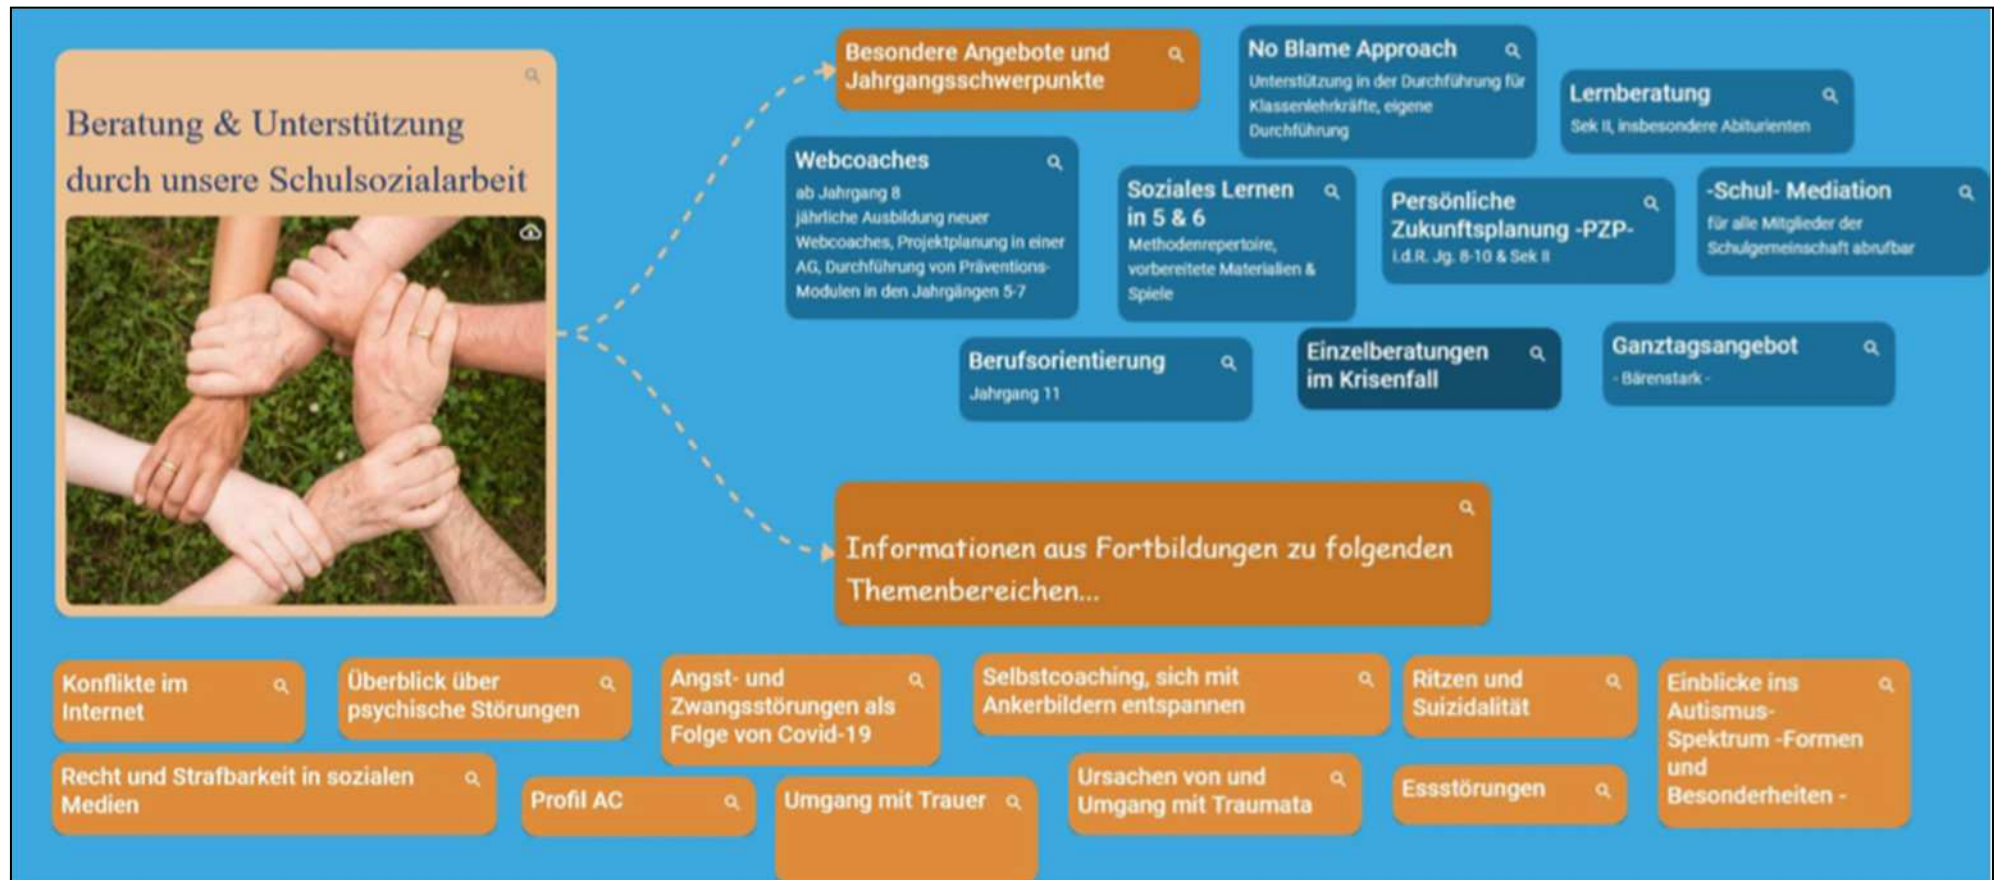 Beratung & Unterstützung
durch unsere Schulsozialarbeit
Besondere Angebote und
Jahrgangsschwerpunkte
No Blame Approach
Unterstützung in der Durchführung für
Klassenlehrkräfte, eigene
Durchführung
Lernberatung
Sek II, insbesondere Abiturienten
Webcoaches
ab Jahrgang 8
jährliche Ausbildung neuer
Webcoaches, Projektplanung in einer
AG, Durchführung von Präventions-
Modulen in den Jahrgängen 5-7
Soziales Lernen
in 5 & 6
Methodenrepertoire,
vorbereitete Materialien &
Spiele
Persönliche
Zukunftsplanung -PZP-
i.d.R. Jg. 8-10 & Sek II
-Schul- Mediation
für alle Mitglieder der
Schulgemeinschaft abrufbar
Berufsorientierung
Jahrgang 11
Einzelberatungen
im Krisenfall
Ganztagsangebot
- Bärenstark -
Informationen aus Fortbildungen zu folgenden
Themenbereichen...
Konflikte im
Internet
Überblick über
psychische Störungen
Angst- und
Zwangsstörungen als
Folge von Covid-19
Selbstcoaching, sich mit
Ankerbildern entspannen
Ritzen und
Suizidalität
Einblicke ins
Autismus-
Spektrum -Formen
und
Besonderheiten -
Recht und Strafbarkeit in sozialen
Medien
Profil AC
Umgang mit Trauer
Ursachen von und
Umgang mit Traumata
Essstörungen